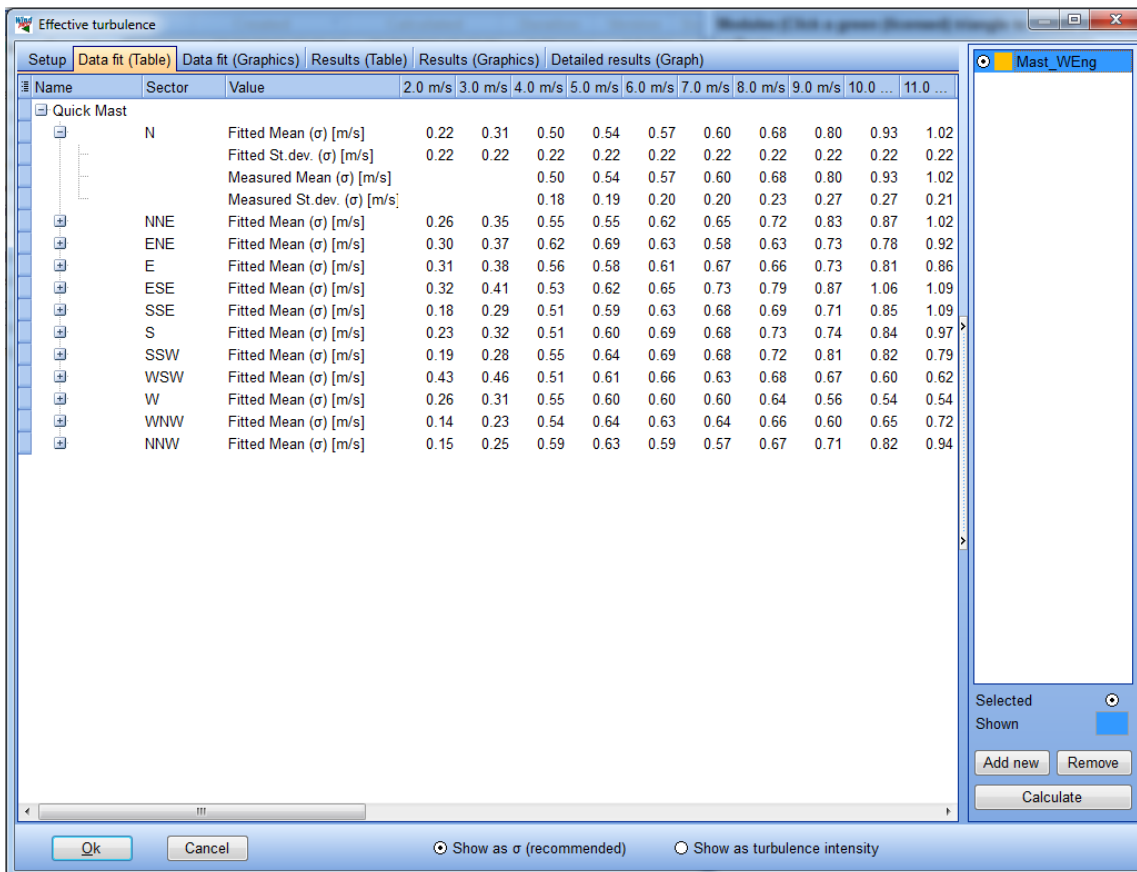 Wind Effective turbulence
Setup Data fit (Table) Data fit (Graphics) Results (Table) Results (Graphics) Detailed results (Graph)
Name Sector Value 2.0 m/s 3.0 m/s 4.0 m/s 5.0 m/s 6.0 m/s 7.0 m/s 8.0 m/s 9.0 m/s 10.0 ... 11.0 ...
Quick Mast
N Fitted Mean (σ) [m/s] 0.22 0.31 0.50 0.54 0.57 0.60 0.68 0.80 0.93 1.02
Fitted St.dev. (σ) [m/s] 0.22 0.22 0.22 0.22 0.22 0.22 0.22 0.22 0.22 0.22
Measured Mean (σ) [m/s] 0.50 0.54 0.57 0.60 0.68 0.80 0.93 1.02
Measured St.dev. (σ) [m/s] 0.18 0.19 0.20 0.20 0.23 0.27 0.27 0.21
NNE Fitted Mean (σ) [m/s] 0.26 0.35 0.55 0.55 0.62 0.65 0.72 0.83 0.87 1.02
ENE Fitted Mean (σ) [m/s] 0.30 0.37 0.62 0.69 0.63 0.58 0.63 0.73 0.78 0.92
E Fitted Mean (σ) [m/s] 0.31 0.38 0.56 0.58 0.61 0.67 0.66 0.73 0.81 0.86
ESE Fitted Mean (σ) [m/s] 0.32 0.41 0.53 0.62 0.65 0.73 0.79 0.87 1.06 1.09
SSE Fitted Mean (σ) [m/s] 0.18 0.29 0.51 0.59 0.63 0.68 0.69 0.71 0.85 1.09
S Fitted Mean (σ) [m/s] 0.23 0.32 0.51 0.60 0.69 0.68 0.73 0.74 0.84 0.97
SSW Fitted Mean (σ) [m/s] 0.19 0.28 0.55 0.64 0.69 0.68 0.72 0.81 0.82 0.79
WSW Fitted Mean (σ) [m/s] 0.43 0.46 0.51 0.61 0.66 0.63 0.68 0.67 0.60 0.62
W Fitted Mean (σ) [m/s] 0.26 0.31 0.55 0.60 0.60 0.60 0.64 0.56 0.54 0.54
WNW Fitted Mean (σ) [m/s] 0.14 0.23 0.54 0.64 0.63 0.64 0.66 0.60 0.65 0.72
NNW Fitted Mean (σ) [m/s] 0.15 0.25 0.59 0.63 0.59 0.57 0.67 0.71 0.82 0.94
Mast_WEng
Selected
Shown
Add new Remove
Calculate
Ok Cancel Show as σ (recommended) Show as turbulence intensity